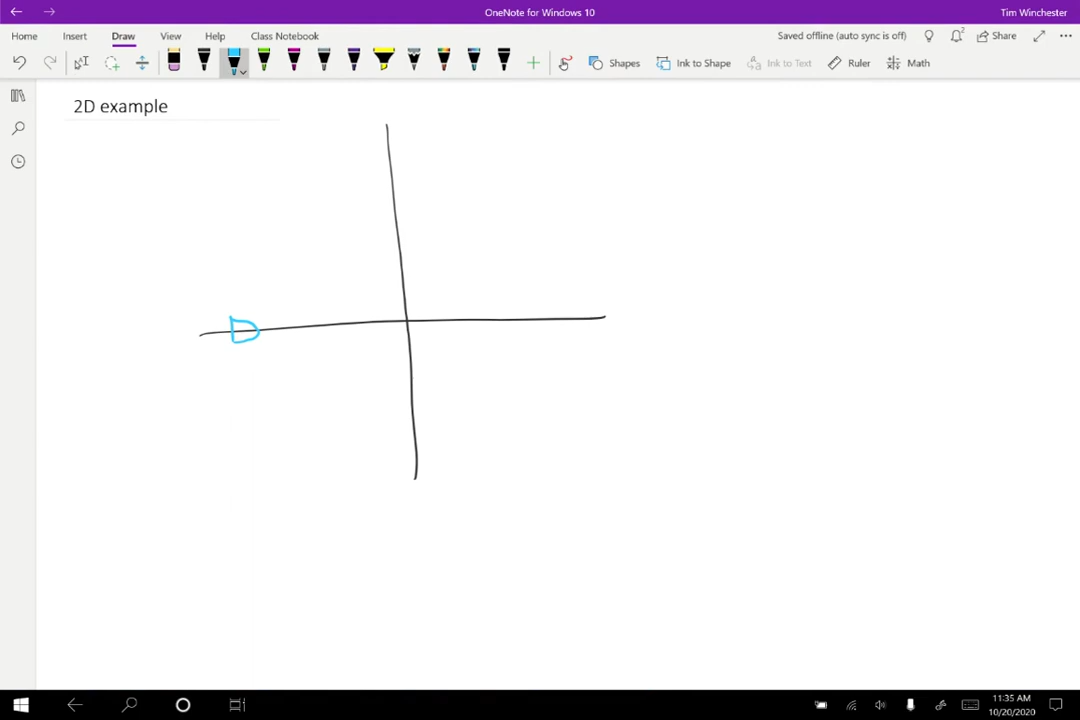 OneNote for Windows 10
Tim Winchester
Home Insert Draw View Help Class Notebook
Saved offline (auto sync is off) Share
Shapes Ink to Shape Ink to Text Ruler Math
2D example
D
11:35 AM
10/20/2020